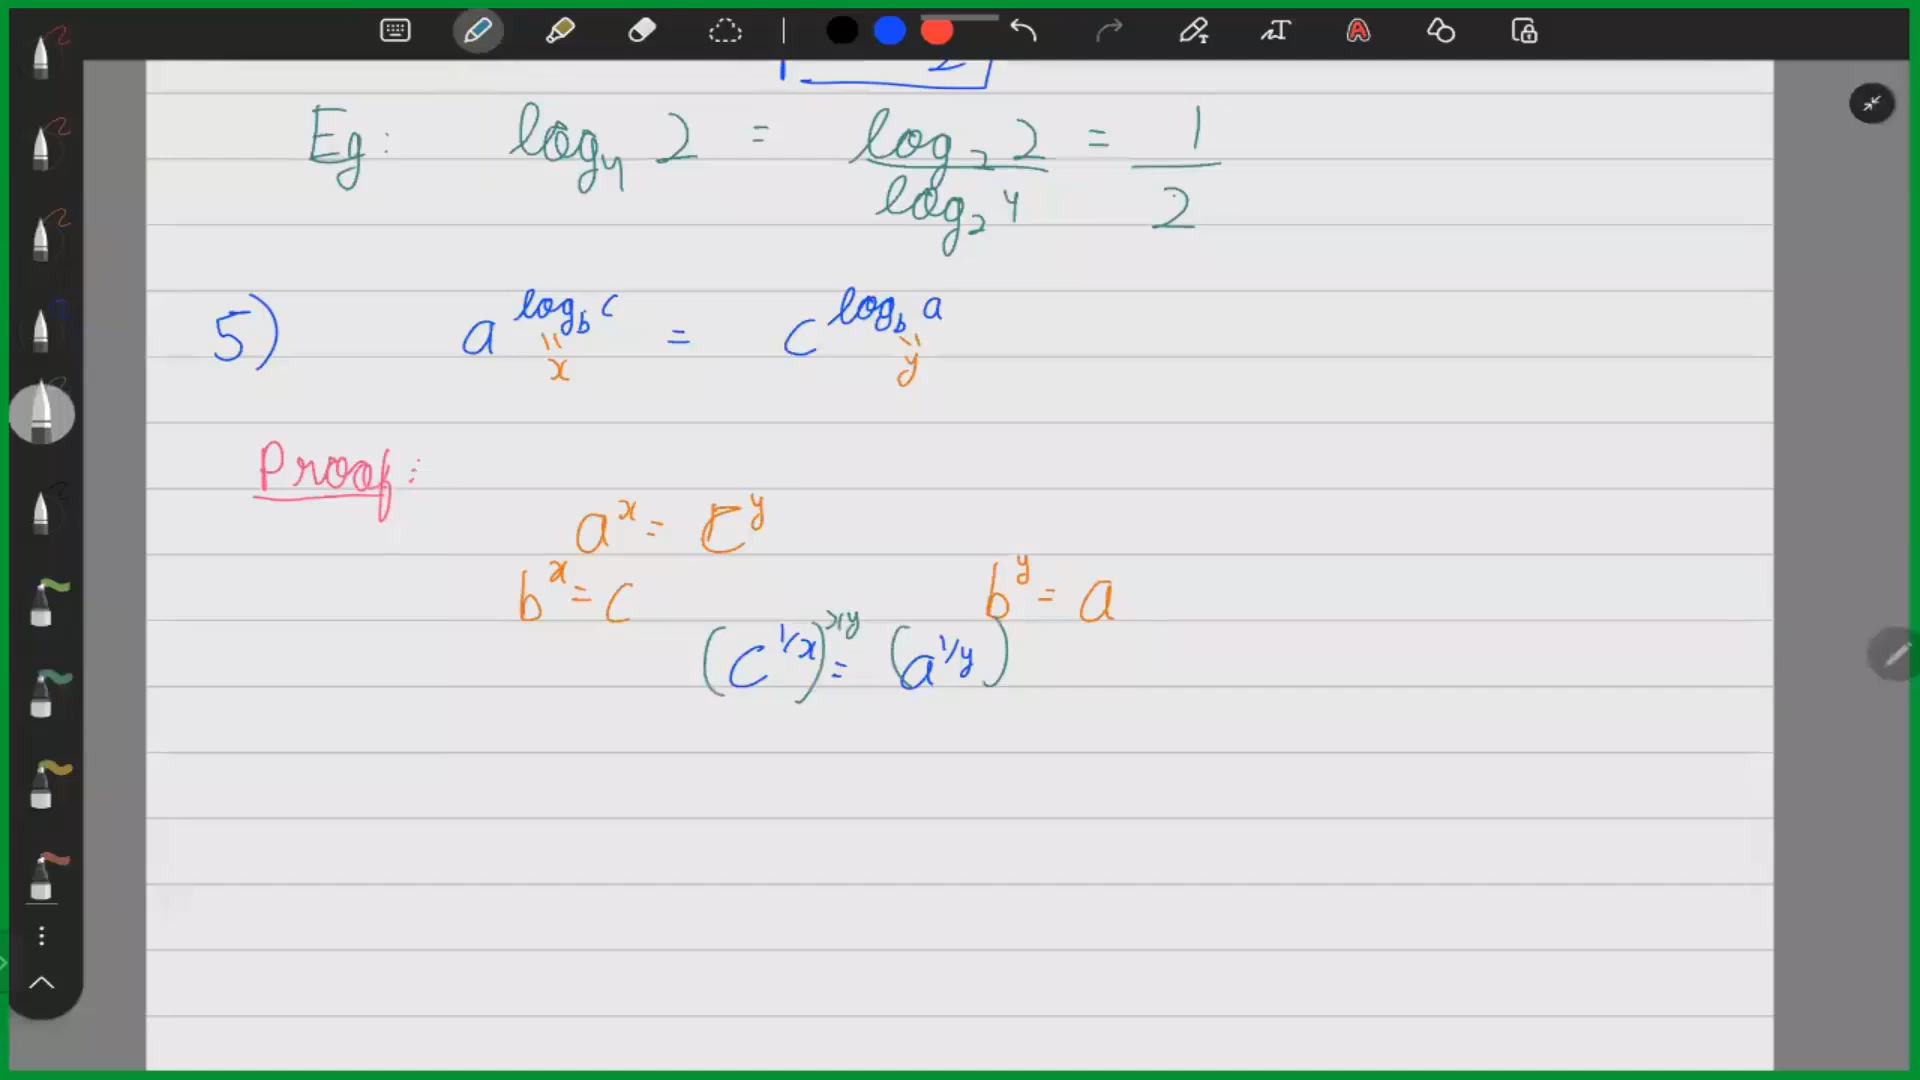 Eg: log₄ 2 = log₂ 2 / log₂ 4 = 1/2
5) a^(log_b c) = c^(log_b a)
= x = y
Proof:
a^x = c^y
b^x = c b^y = a
(c^(1/x))^xy = (a^(1/y))